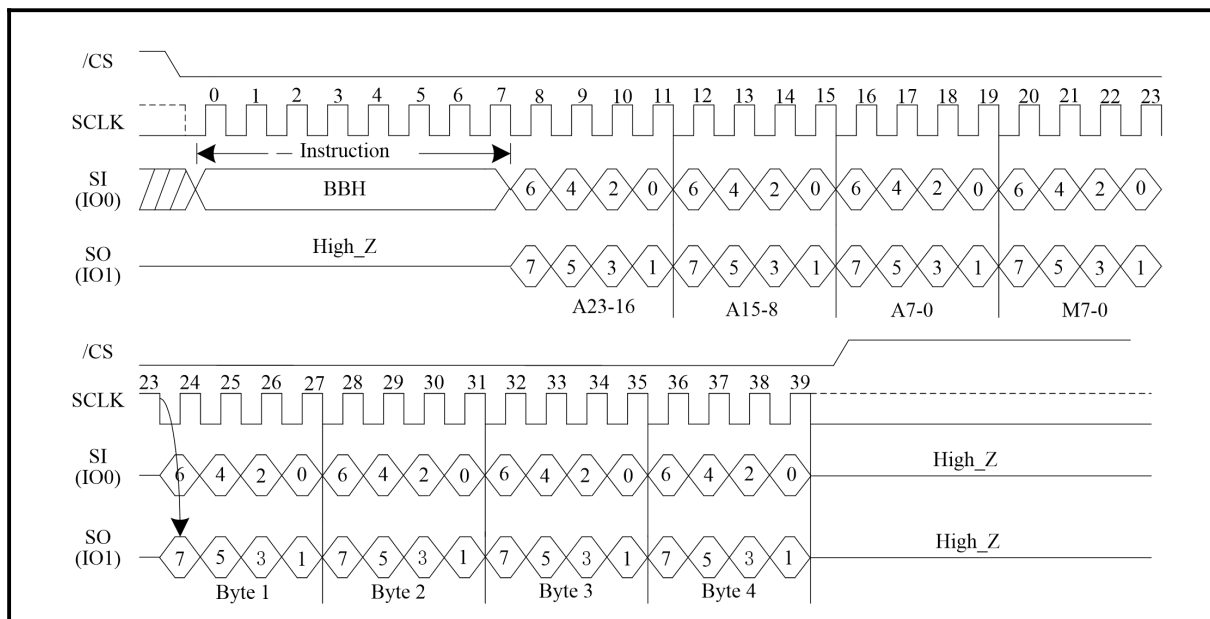 /CS
0 1 2 3 4 5 6 7 8 9 10 11 12 13 14 15 16 17 18 19 20 21 22 23
SCLK
Instruction
SI
(IO0)
BBH
6 4 2 0 6 4 2 0 6 4 2 0 6 4 2 0
SO
(IO1)
High_Z
7 5 3 1 7 5 3 1 7 5 3 1 7 5 3 1
A23-16 A15-8 A7-0 M7-0
/CS
23 24 25 26 27 28 29 30 31 32 33 34 35 36 37 38 39
SCLK
SI
(IO0)
6 4 2 0 6 4 2 0 6 4 2 0 6 4 2 0
High_Z
SO
(IO1)
7 5 3 1 7 5 3 1 7 5 3 1 7 5 3 1
High_Z
Byte 1 Byte 2 Byte 3 Byte 4